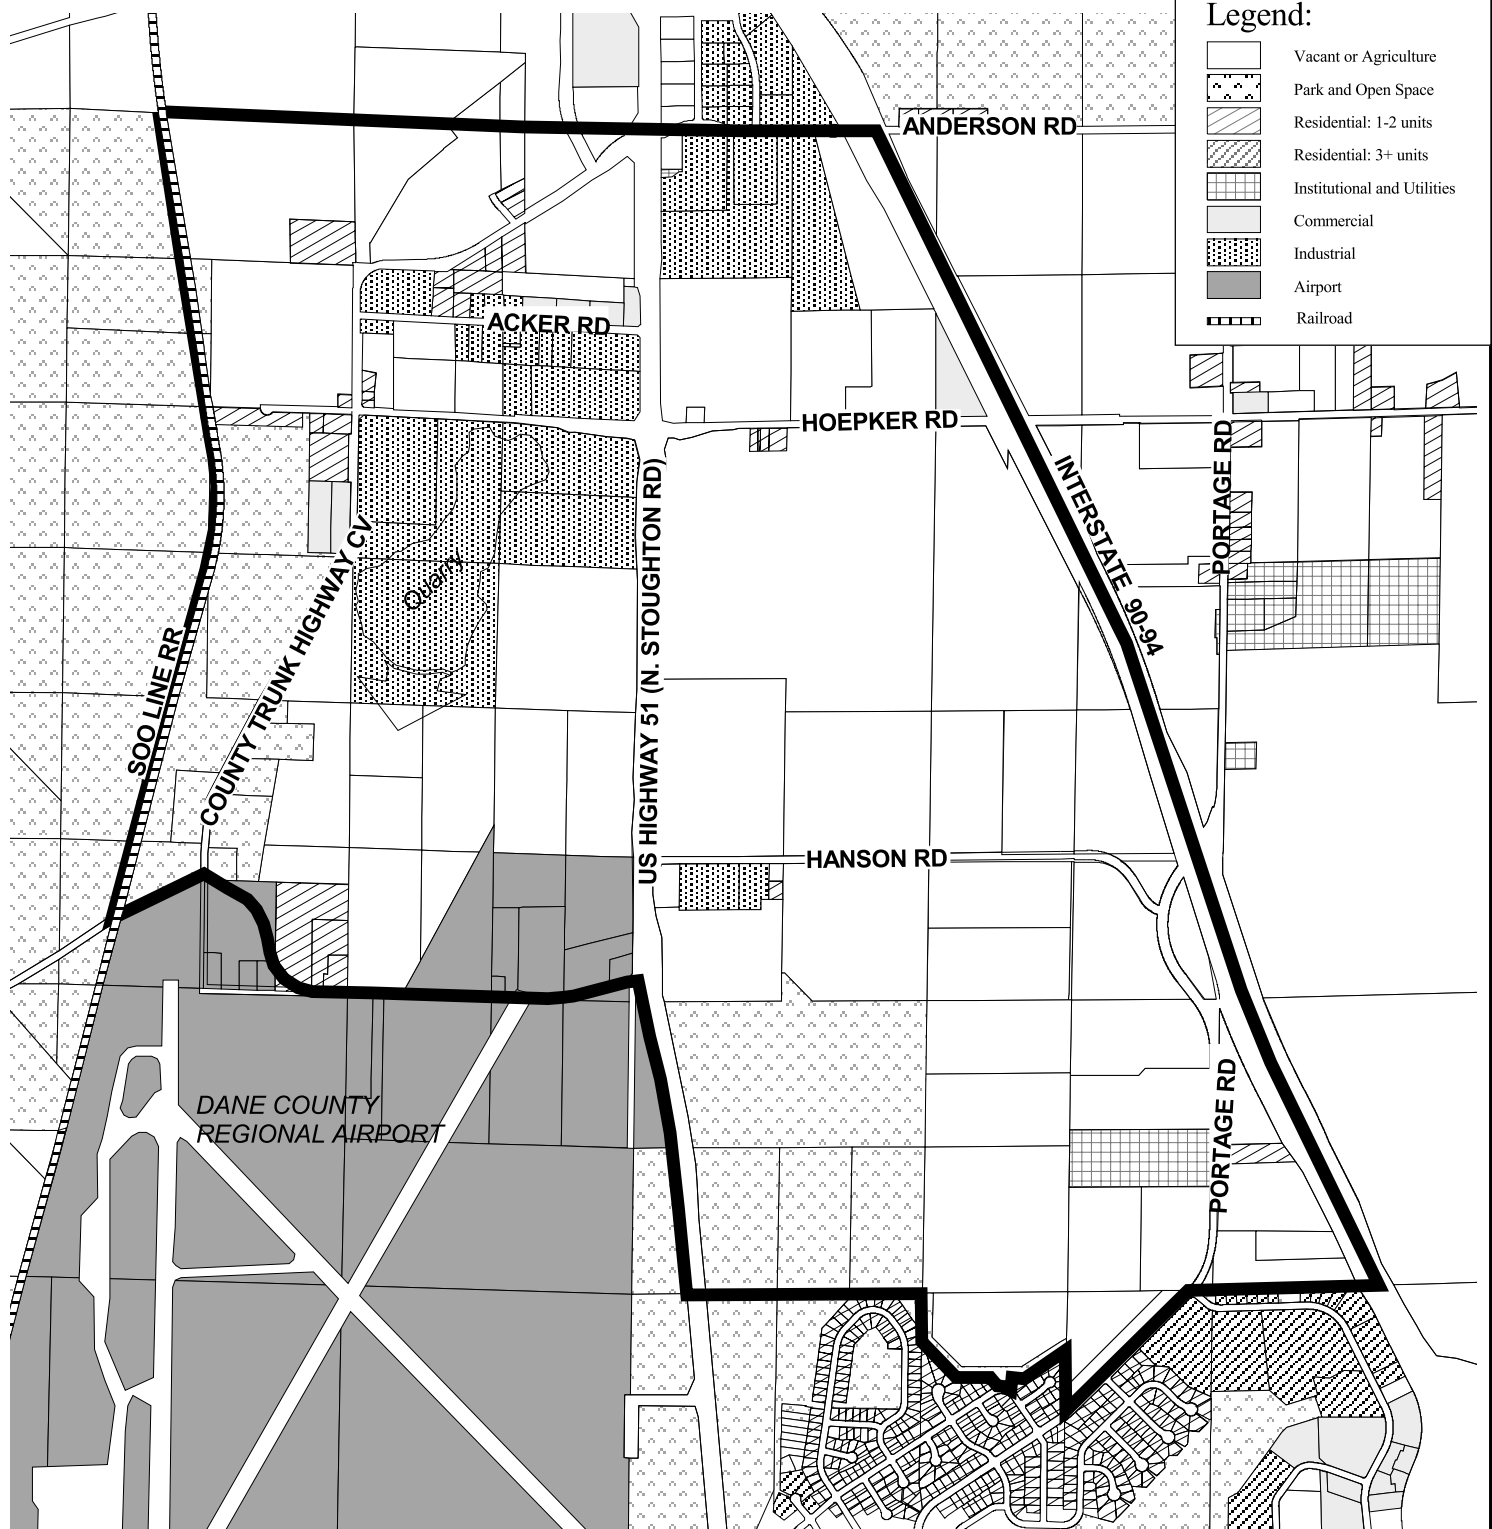 Legend:
Vacant or Agriculture
Park and Open Space
Residential: 1-2 units
Residential: 3+ units
Institutional and Utilities
Commercial
Industrial
Airport
Railroad
ANDERSON RD
ACKER RD
HOEPKER RD
PORTAGE RD
INTERSTATE 90-94
US HIGHWAY 51 (N. STOUGHTON RD)
COUNTY TRUNK HIGHWAY CV
Quarry
SOO LINE RR
HANSON RD
DANE COUNTY
REGIONAL AIRPORT
PORTAGE RD